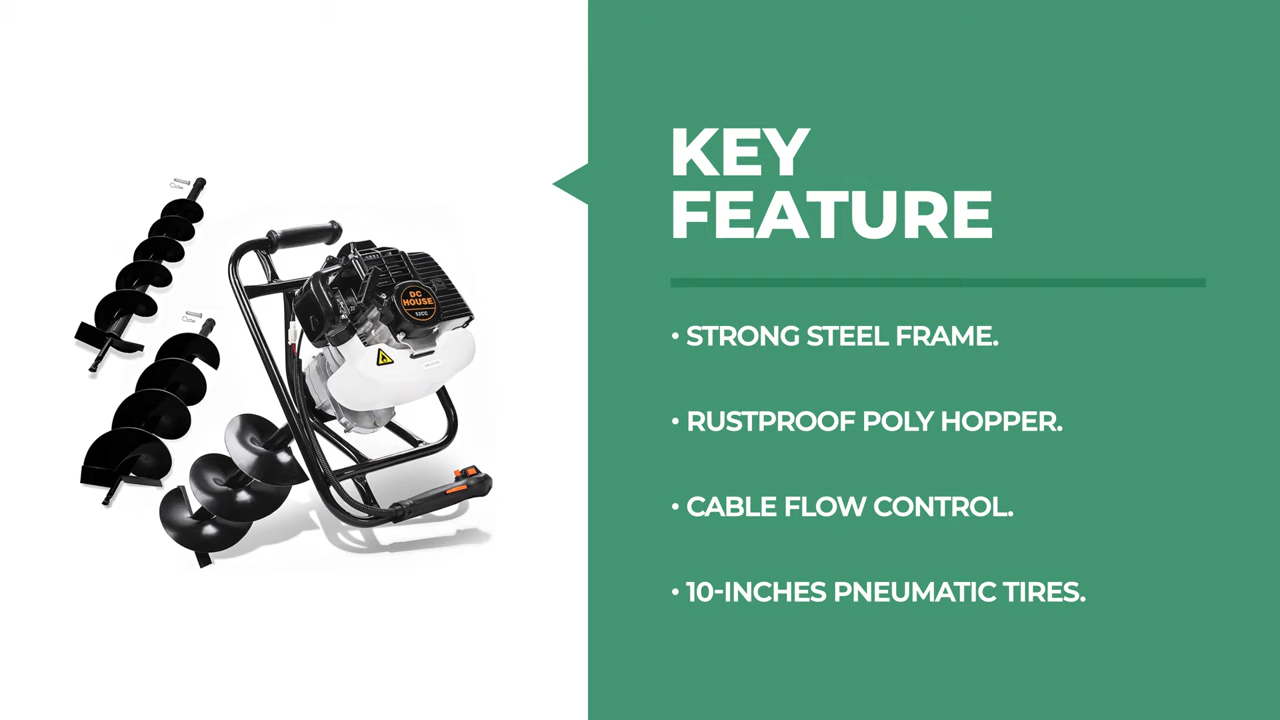 KEY
FEATURE
• STRONG STEEL FRAME.
• RUSTPROOF POLY HOPPER.
• CABLE FLOW CONTROL.
• 10-INCHES PNEUMATIC TIRES.
DC
HOUSE
52CC